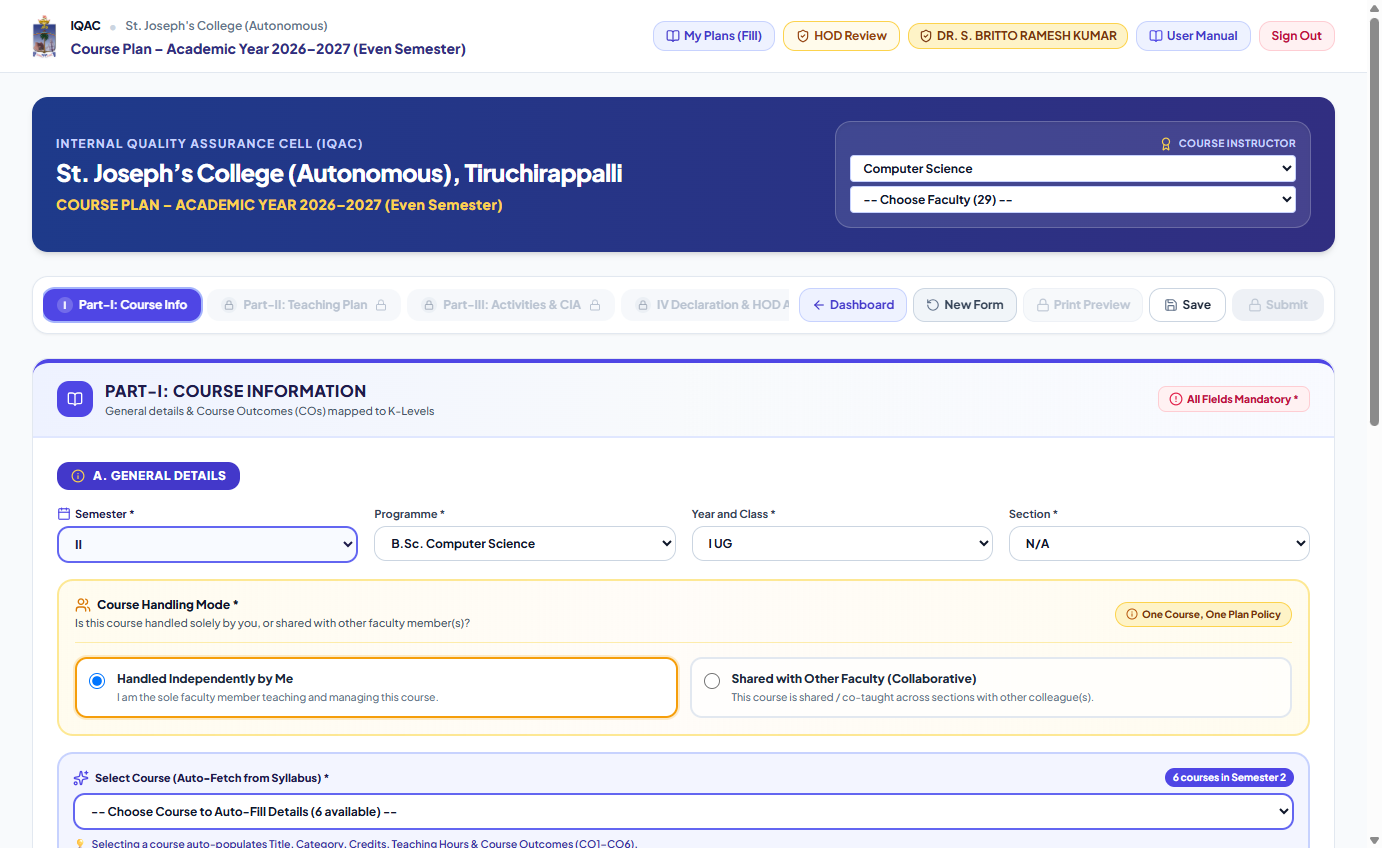 IQAC St. Joseph's College (Autonomous)
Course Plan – Academic Year 2026–2027 (Even Semester)
My Plans (Fill)
HOD Review
DR. S. BRITTO RAMESH KUMAR
User Manual
Sign Out
INTERNAL QUALITY ASSURANCE CELL (IQAC)
St. Joseph's College (Autonomous), Tiruchirappalli
COURSE PLAN – ACADEMIC YEAR 2026–2027 (Even Semester)
COURSE INSTRUCTOR
Computer Science
-- Choose Faculty (29) --
I Part-I: Course Info
Part-II: Teaching Plan
Part-III: Activities & CIA
IV Declaration & HOD A
Dashboard
New Form
Print Preview
Save
Submit
PART-I: COURSE INFORMATION
General details & Course Outcomes (COs) mapped to K-Levels
All Fields Mandatory *
A. GENERAL DETAILS
Semester *
Programme *
Year and Class *
Section *
II
B.Sc. Computer Science
I UG
N/A
Course Handling Mode *
Is this course handled solely by you, or shared with other faculty member(s)?
One Course, One Plan Policy
Handled Independently by Me
I am the sole faculty member teaching and managing this course.
Shared with Other Faculty (Collaborative)
This course is shared / co-taught across sections with other colleague(s).
Select Course (Auto-Fetch from Syllabus) *
6 courses in Semester 2
-- Choose Course to Auto-Fill Details (6 available) --
Selecting a course auto-populates Title, Category, Credits, Teaching Hours & Course Outcomes (CO1–CO6).